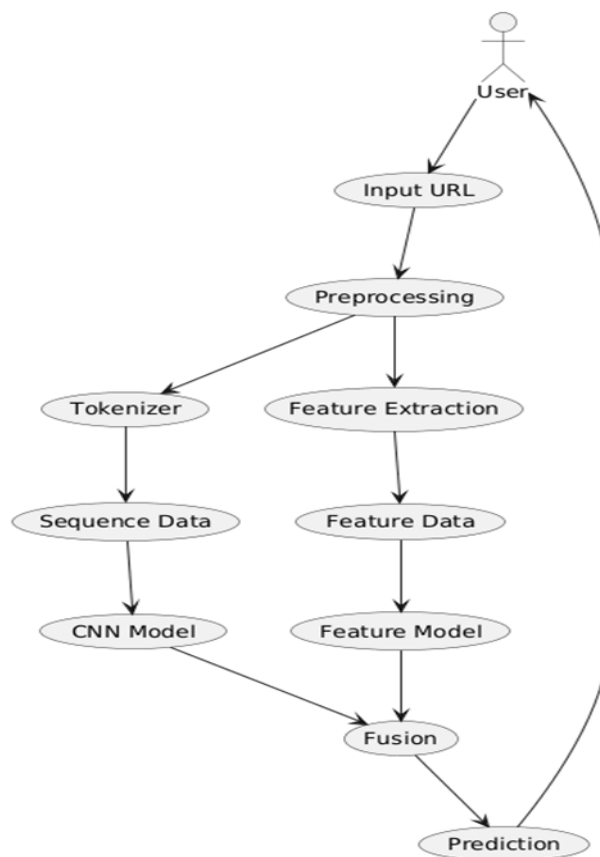 User
Input URL
Preprocessing
Tokenizer
Feature Extraction
Sequence Data
Feature Data
CNN Model
Feature Model
Fusion
Prediction